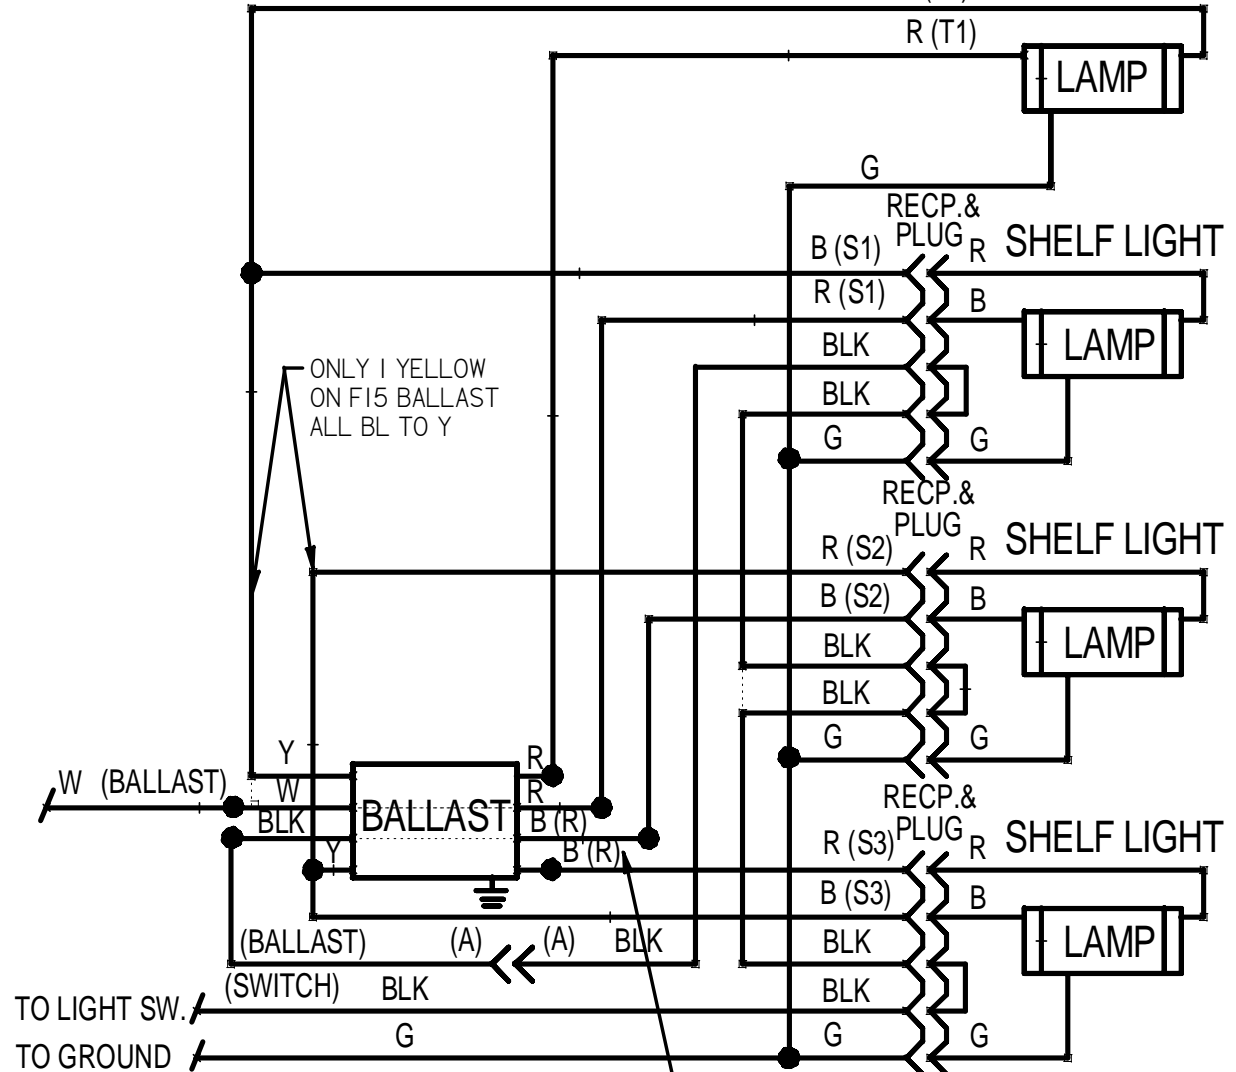 R (T1)
LAMP
G
RECP.&
PLUG
SHELF LIGHT
B (S1)
R
R (S1)
B
BLK
LAMP
ONLY 1 YELLOW
ON F15 BALLAST
ALL BL TO Y
BLK
G
G
RECP.&
PLUG
SHELF LIGHT
R (S2)
R
B (S2)
B
BLK
LAMP
BLK
G
G
Y
R
W (BALLAST)
W
R
BLK
BALLAST
B (R)
Y
B (R)
RECP.&
PLUG
SHELF LIGHT
R (S3)
R
B (S3)
B
(BALLAST)
(A)
(A)
BLK
BLK
LAMP
(SWITCH)
BLK
BLK
TO LIGHT SW.
G
G
G
TO GROUND